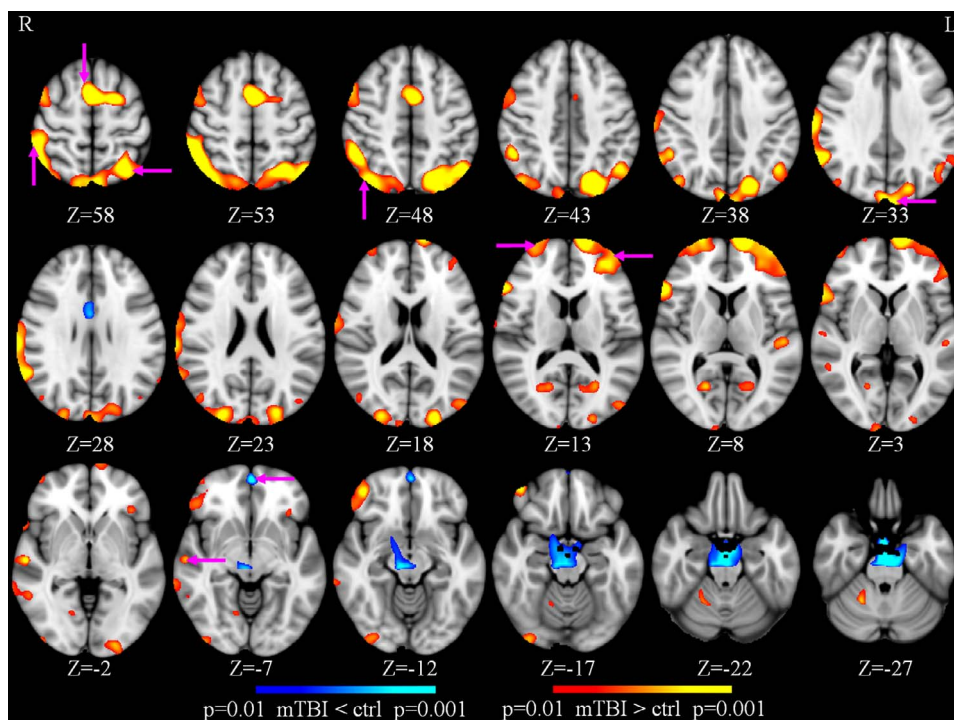 R L
Z=58 Z=53 Z=48 Z=43 Z=38 Z=33
Z=28 Z=23 Z=18 Z=13 Z=8 Z=3
Z=-2 Z=-7 Z=-12 Z=-17 Z=-22 Z=-27
p=0.01 mTBI < ctrl p=0.001 p=0.01 mTBI > ctrl p=0.001